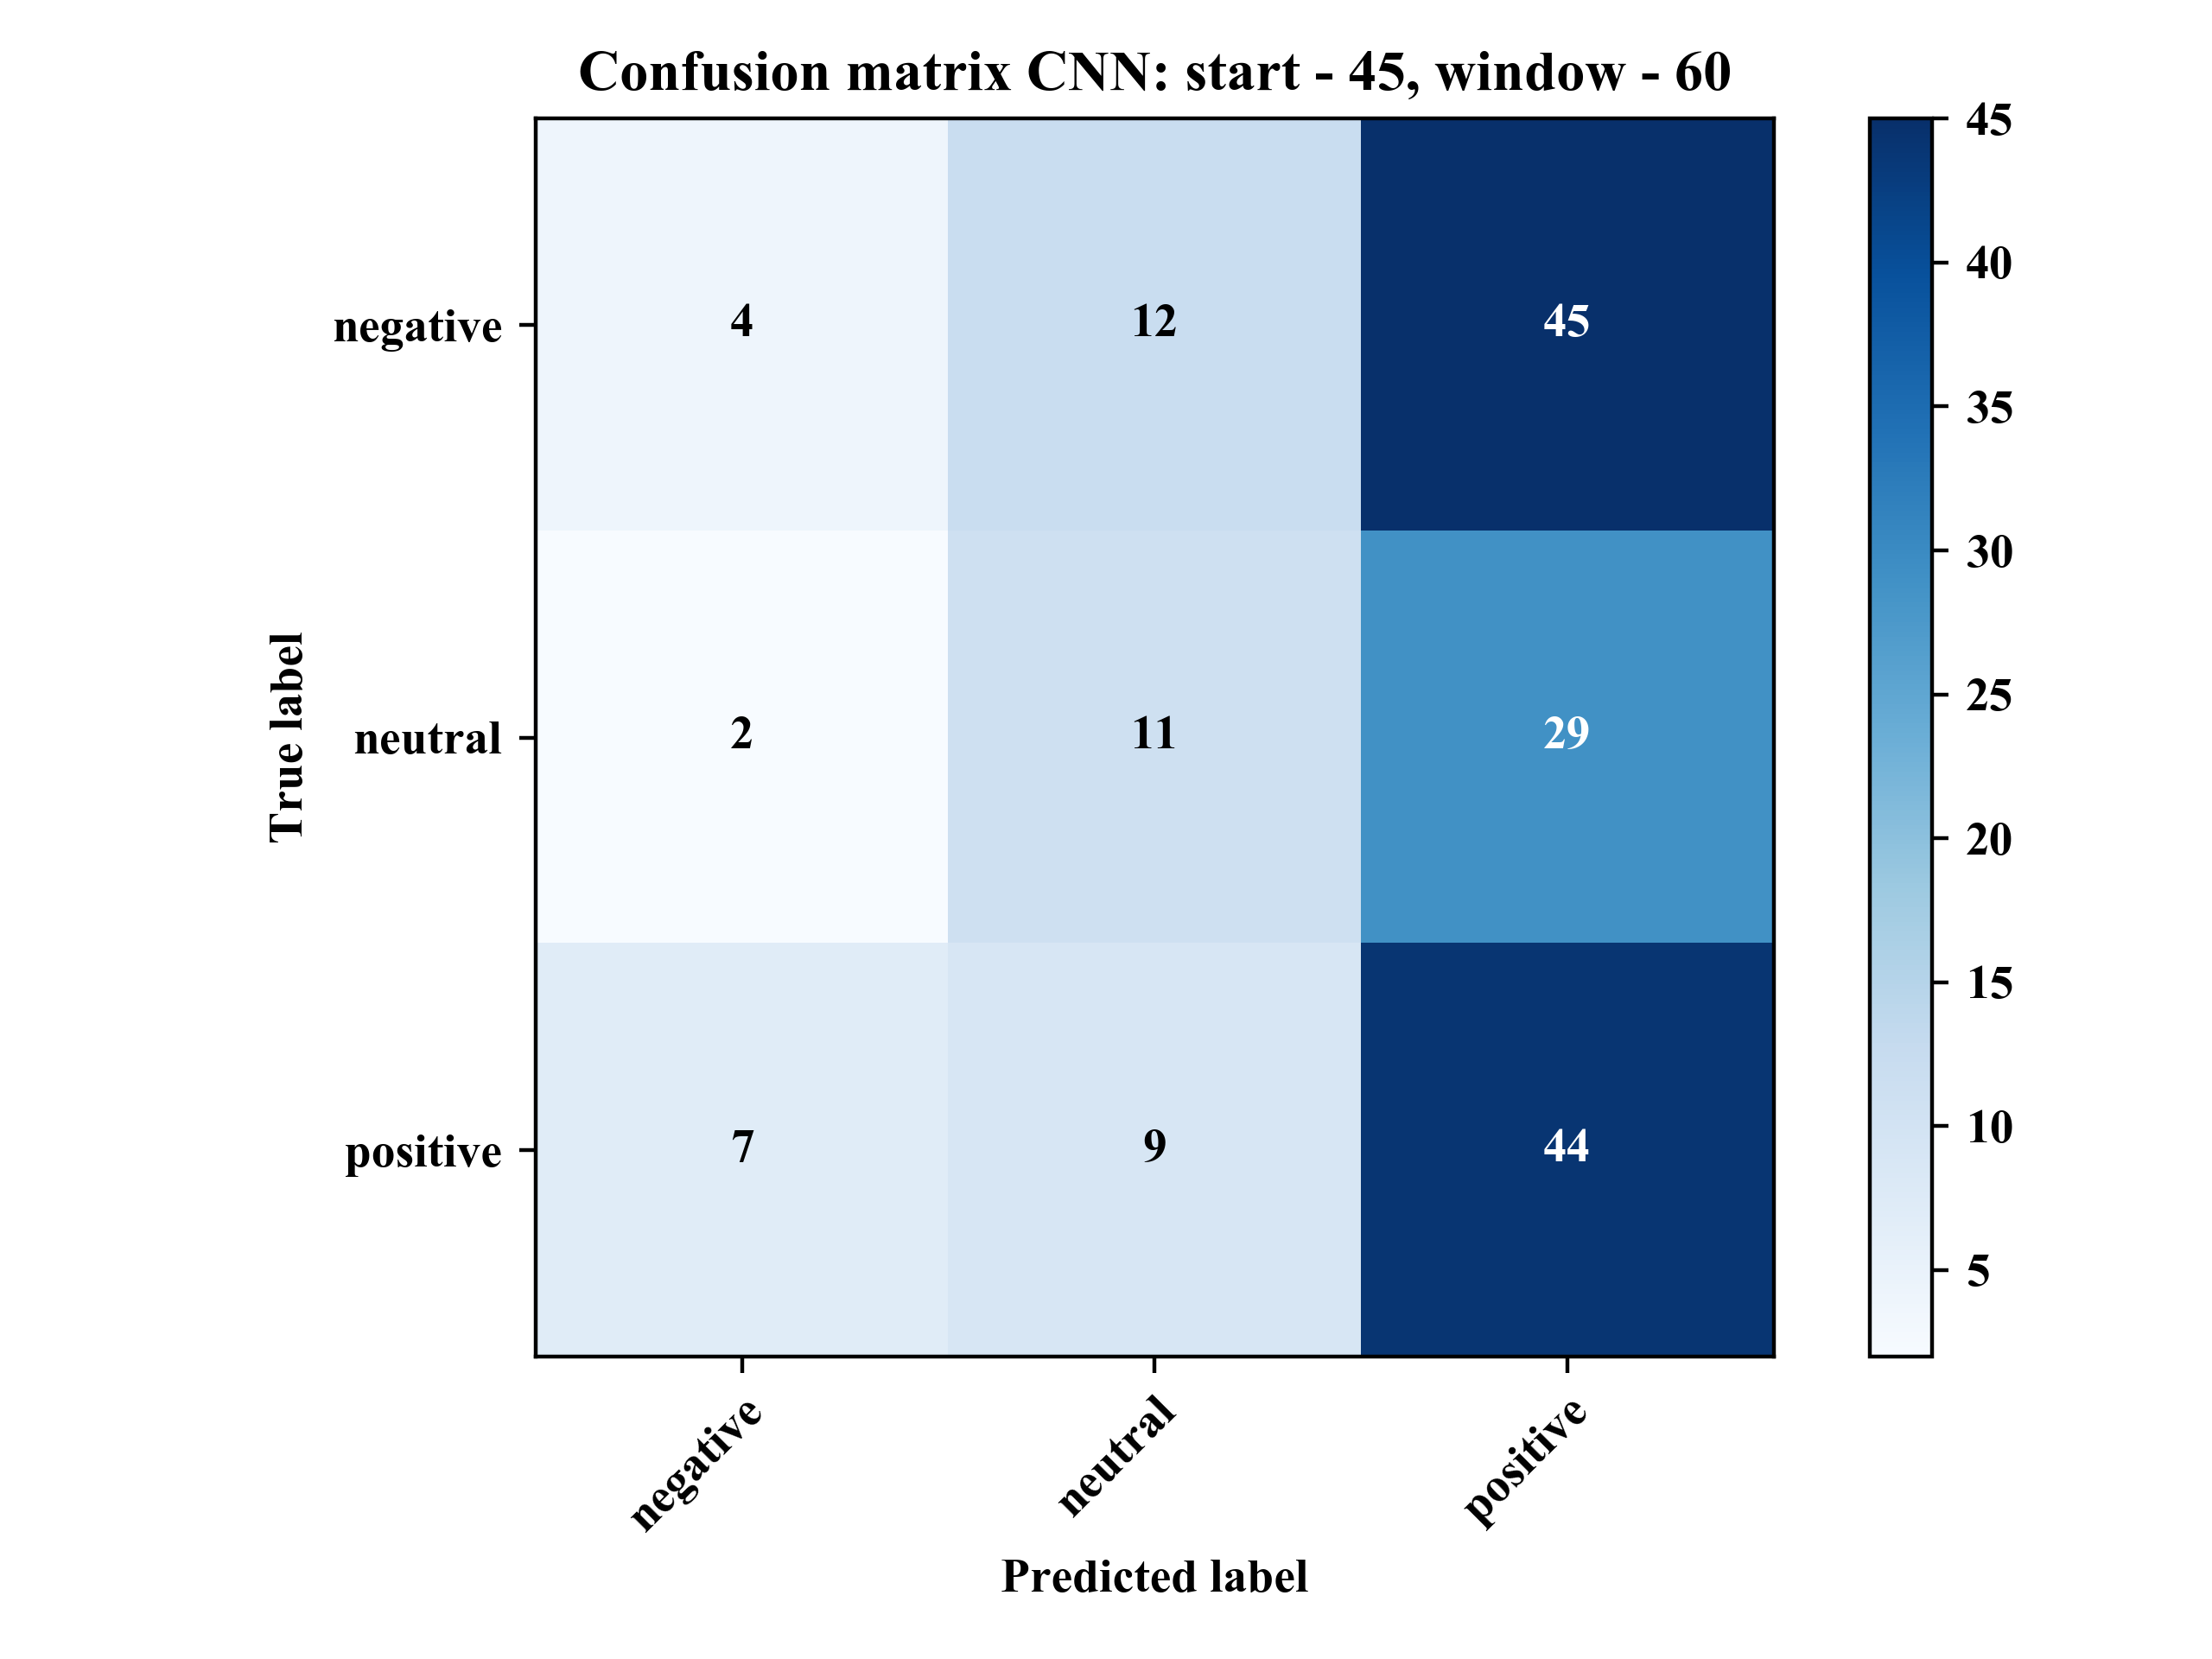 Confusion matrix CNN: start - 45, window - 60
True label
negative 4 12 45
neutral 2 11 29
positive 7 9 44
negative neutral positive
Predicted label
45
40
35
30
25
20
15
10
5